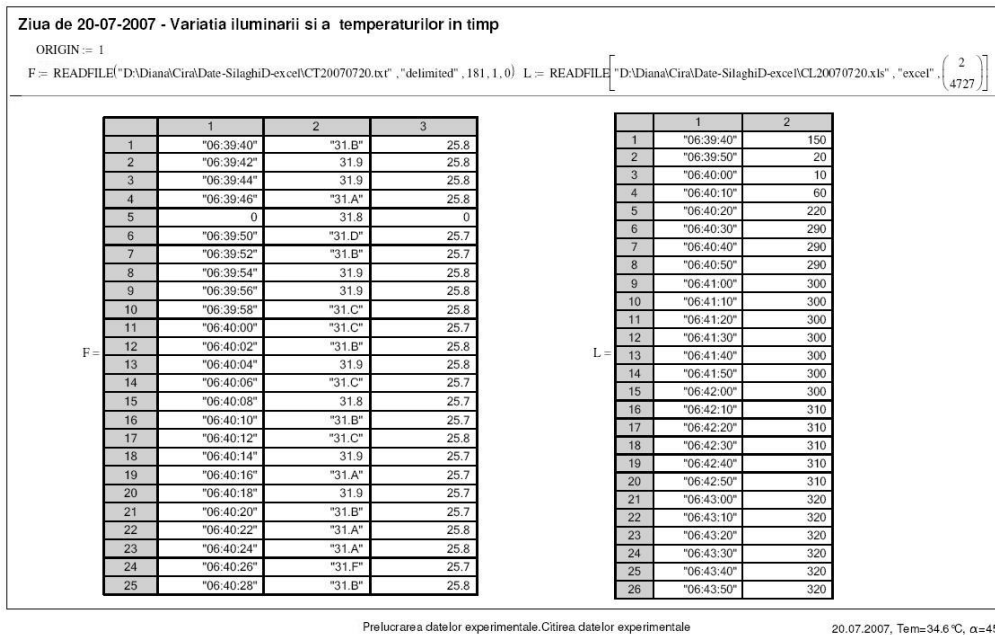 Ziua de 20-07-2007 - Variatia iluminarii si a temperaturilor in timp
ORIGIN := 1
F := READFILE("D:\Diana\Cira\Date-SilaghiD-excel\CT20070720.txt" , "delimited" , 181 , 1 , 0) L := READFILE["D:\Diana\Cira\Date-SilaghiD-excel\CL20070720.xls" , "excel" , (2 4727)]
1 2 3
1 "06:39:40" "31.B" 25.8
2 "06:39:42" 31.9 25.8
3 "06:39:44" 31.9 25.8
4 "06:39:46" "31.A" 25.8
5 0 31.8 0
6 "06:39:50" "31.D" 25.7
7 "06:39:52" "31.B" 25.7
8 "06:39:54" 31.9 25.8
9 "06:39:56" 31.9 25.8
10 "06:39:58" "31.C" 25.8
11 "06:40:00" "31.C" 25.7
12 "06:40:02" "31.B" 25.8
13 "06:40:04" 31.9 25.8
14 "06:40:06" "31.C" 25.7
15 "06:40:08" 31.8 25.7
16 "06:40:10" "31.B" 25.7
17 "06:40:12" "31.C" 25.8
18 "06:40:14" 31.9 25.7
19 "06:40:16" "31.A" 25.7
20 "06:40:18" 31.9 25.7
21 "06:40:20" "31.B" 25.7
22 "06:40:22" "31.A" 25.8
23 "06:40:24" "31.A" 25.8
24 "06:40:26" "31.F" 25.7
25 "06:40:28" "31.B" 25.8
F =
1 2
1 "06:39:40" 150
2 "06:39:50" 20
3 "06:40:00" 10
4 "06:40:10" 60
5 "06:40:20" 220
6 "06:40:30" 290
7 "06:40:40" 290
8 "06:40:50" 290
9 "06:41:00" 300
10 "06:41:10" 300
11 "06:41:20" 300
12 "06:41:30" 300
13 "06:41:40" 300
14 "06:41:50" 300
15 "06:42:00" 300
16 "06:42:10" 310
17 "06:42:20" 310
18 "06:42:30" 310
19 "06:42:40" 310
20 "06:42:50" 310
21 "06:43:00" 320
22 "06:43:10" 320
23 "06:43:20" 320
24 "06:43:30" 320
25 "06:43:40" 320
26 "06:43:50" 320
L =
Prelucrarea datelor experimentale.Citirea datelor experimentale
20.07.2007, Tem=34.6 °C, α=45